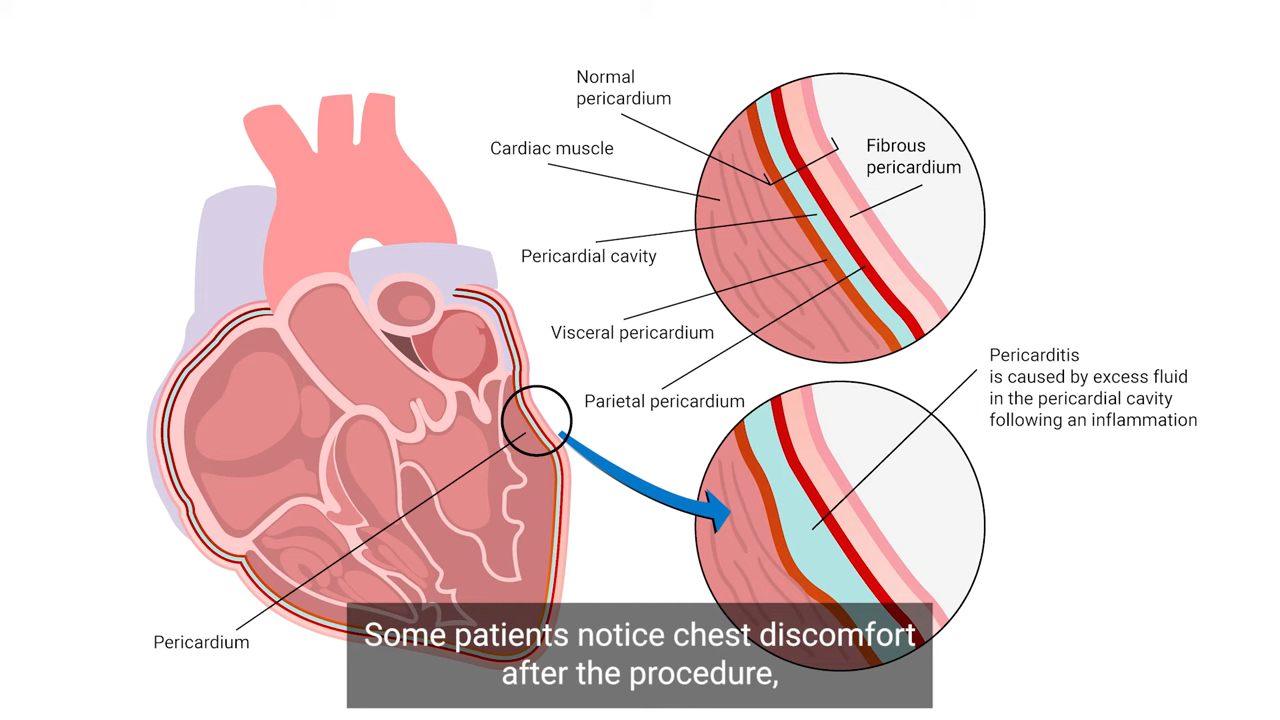 Normal
pericardium
Cardiac muscle
Fibrous
pericardium
Pericardial cavity
Visceral pericardium
Parietal pericardium
Pericarditis
is caused by excess fluid
in the pericardial cavity
following an inflammation
Pericardium
Some patients notice chest discomfort
after the procedure,